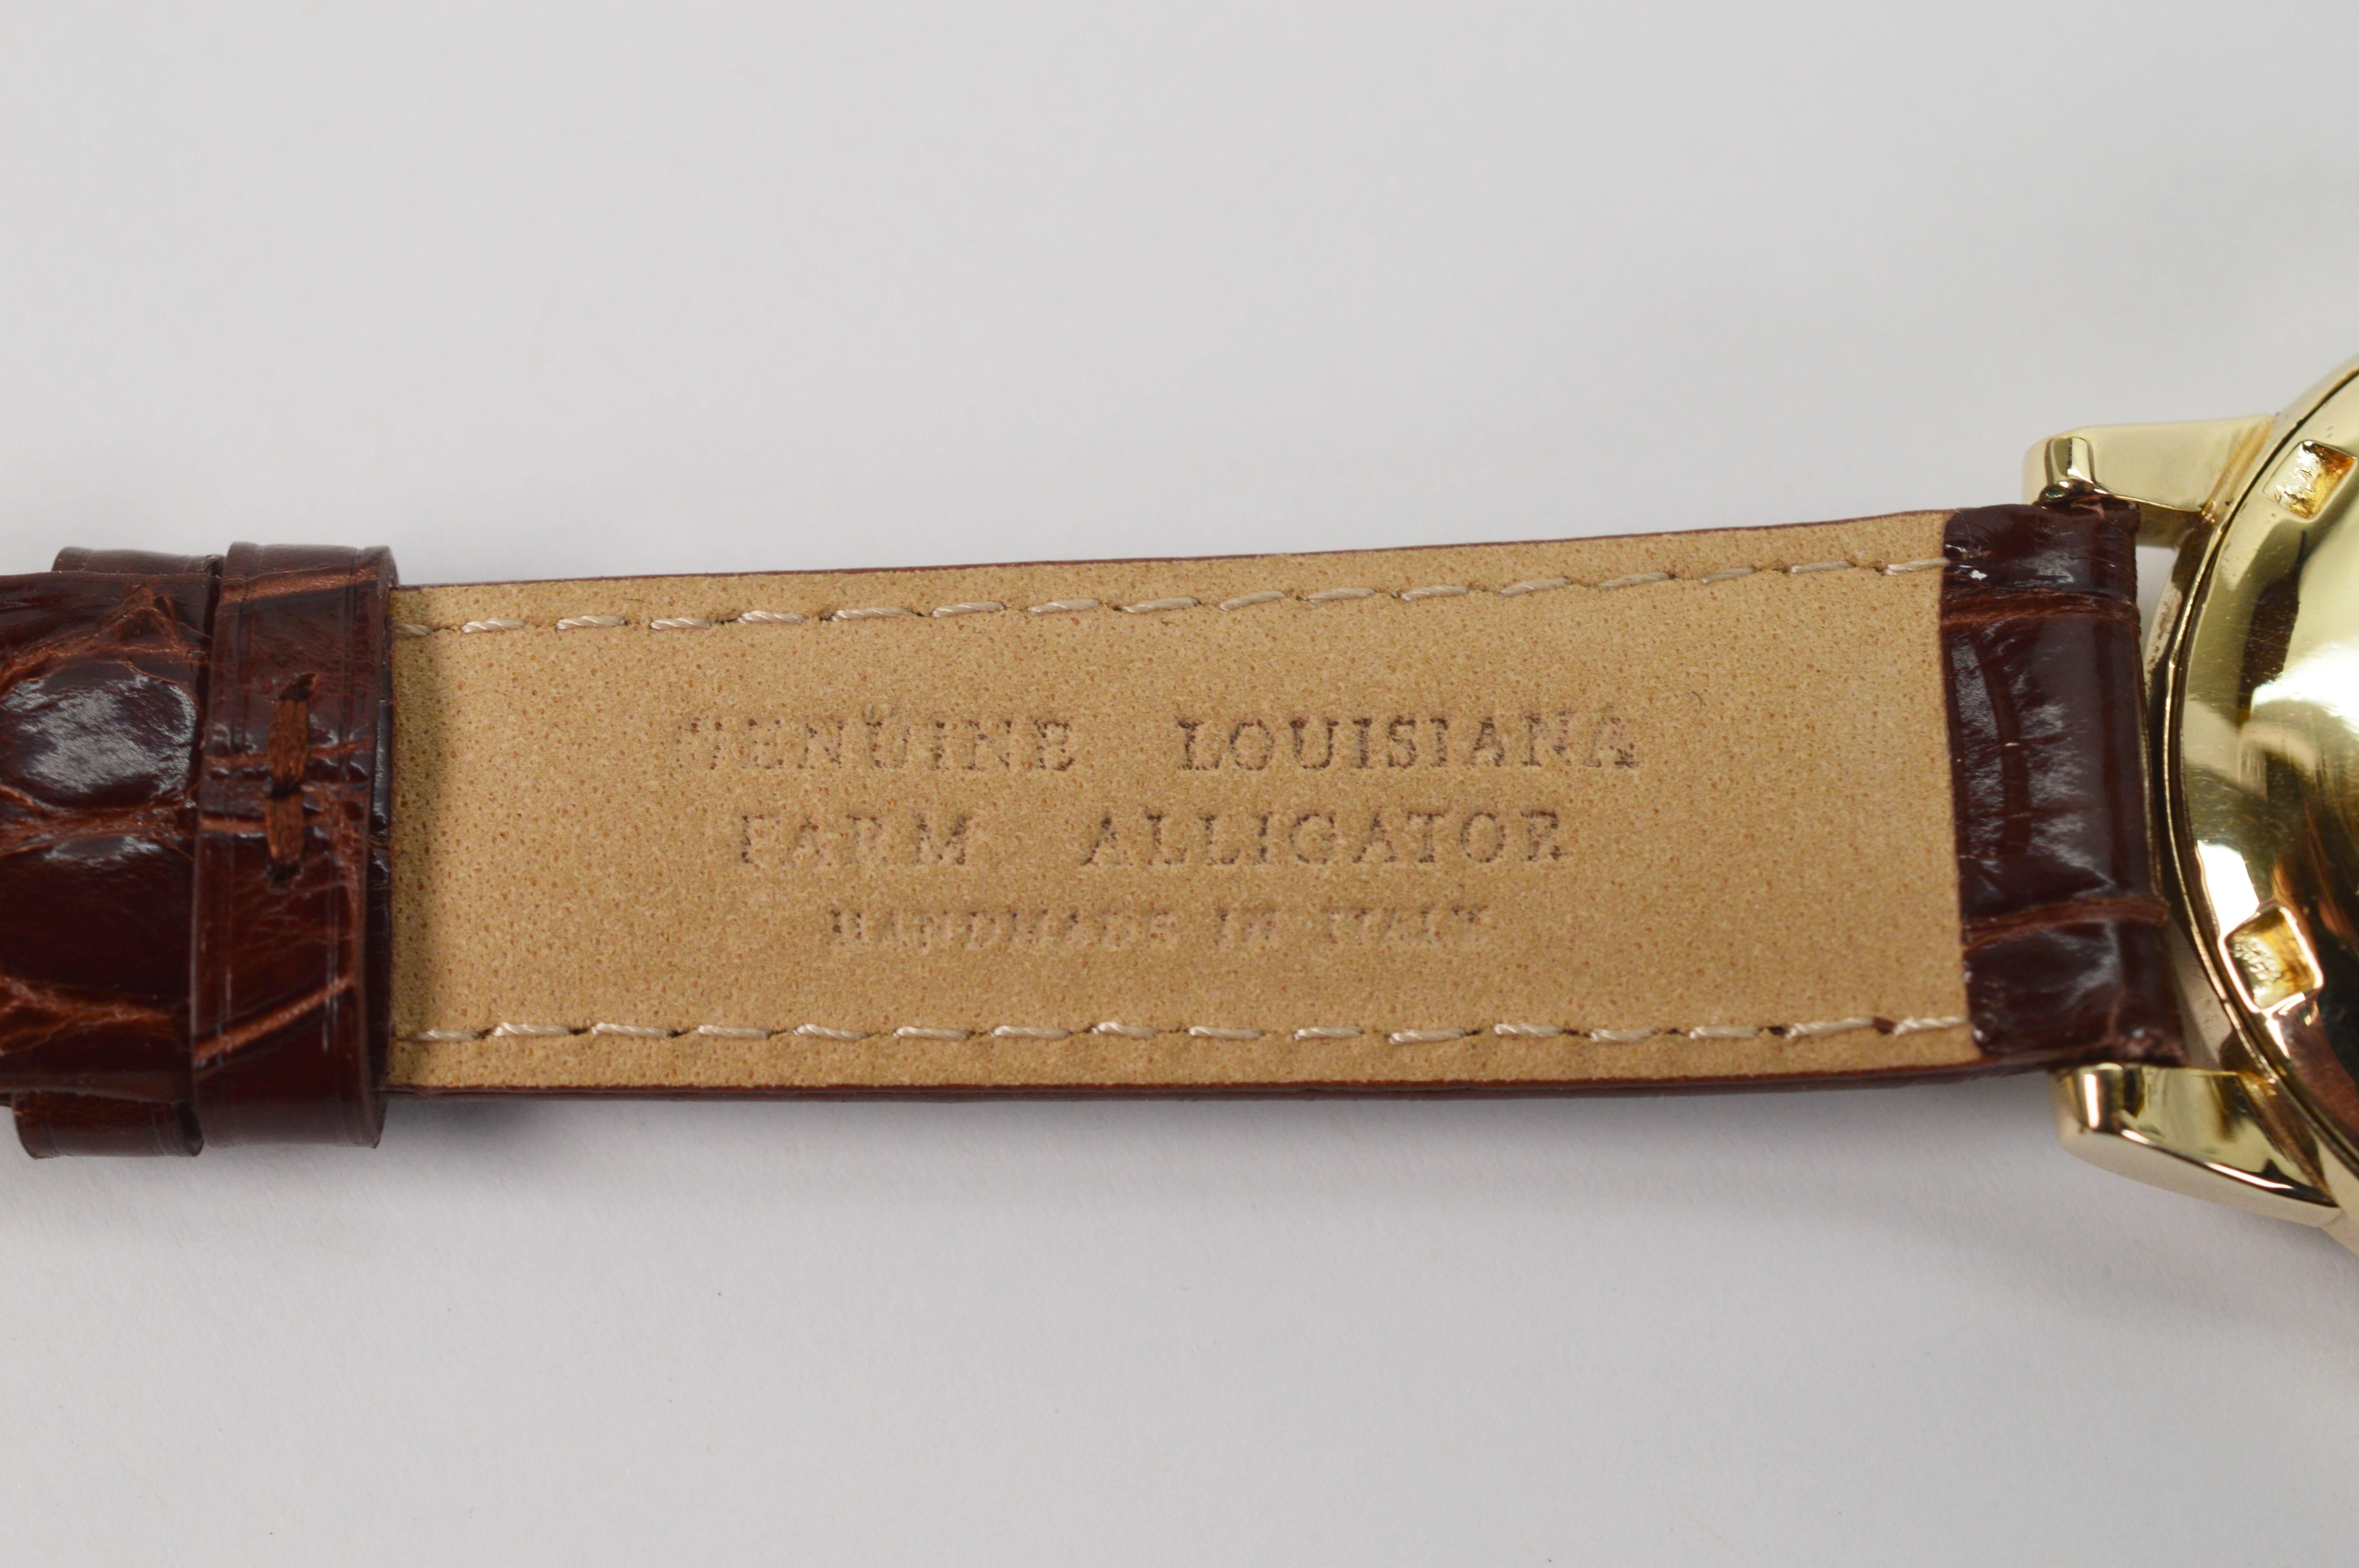 GENUINE LOUISIANA
FARM ALLIGATOR
HANDMADE IN ITALY